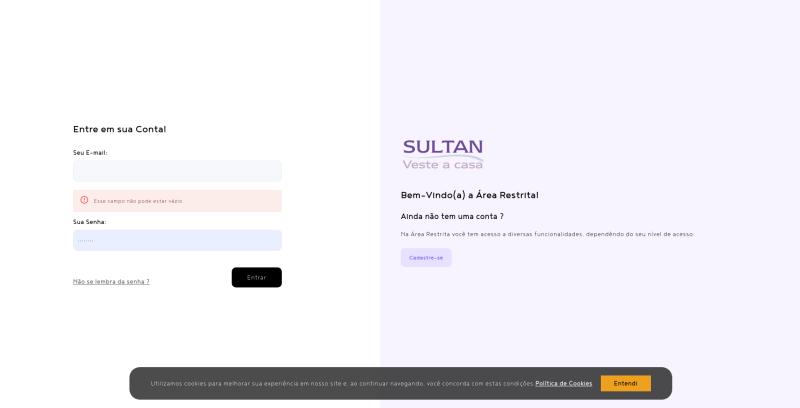 Entre em sua Conta!
Seu E-mail:
Esse campo não pode estar vázio.
Sua Senha:
Não se lembra da senha ?
Entrar
SULTAN
Veste a casa
Bem-Vindo(a) a Área Restrita!
Ainda não tem uma conta ?
Na Área Restrita você tem acesso a diversas funcionalidades, dependêndo do seu nível de acesso.
Cadastre-se
Utilizamos cookies para melhorar sua experiência em nosso site e, ao continuar navegando, você concorda com estas condições Política de Cookies
Entendi